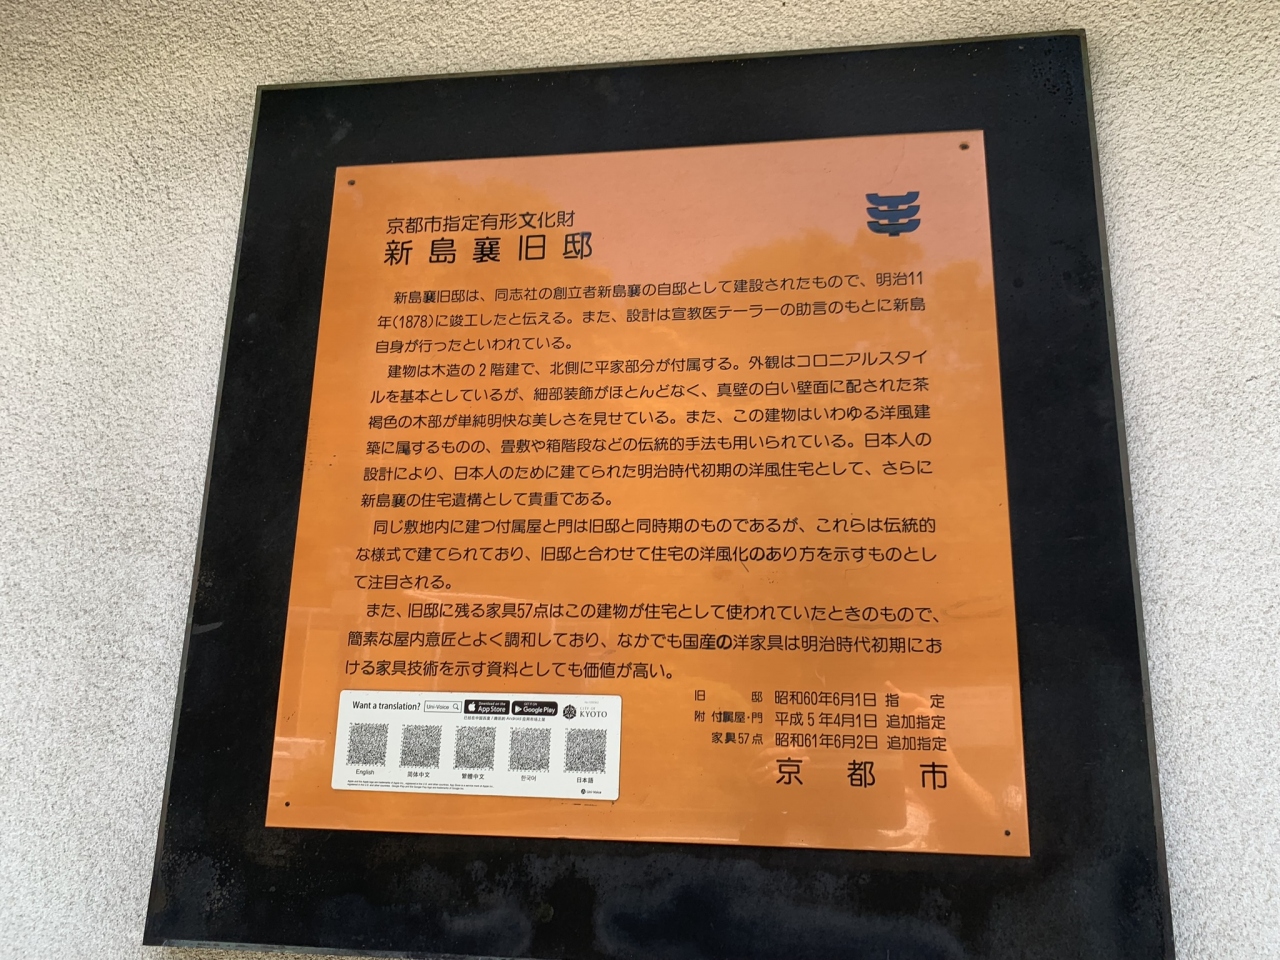 京都市指定有形文化財
新島襄旧邸
新島襄旧邸は、同志社の創立者新島襄の自邸として建設されたもので、明治11
年(1878)に竣工したと伝える。また、設計は宣教医テーラーの助言のもとに新島
自身が行ったといわれている。
建物は木造の2階建で、北側に平家部分が付属する。外観はコロニアルスタイ
ルを基本としているが、細部装飾がほとんどなく、真壁の白い壁面に配された茶
褐色の木部が単純明快な美しさを見せている。また、この建物はいわゆる洋風建
築に属するものの、畳敷や箱階段などの伝統的手法も用いられている。日本人の
設計により、日本人のために建てられた明治時代初期の洋風住宅として、さらに
新島襄の住宅遺構として貴重である。
同じ敷地内に建つ付属屋と門は旧邸と同時期のものであるが、これらは伝統的
な様式で建てられており、旧邸と合わせて住宅の洋風化のあり方を示すものとし
て注目される。
また、旧邸に残る家具57点はこの建物が住宅として使われていたときのもので、
簡素な屋内意匠とよく調和しており、なかでも国産の洋家具は明治時代初期にお
ける家具技術を示す資料としても価値が高い。
旧 邸 昭和60年6月1日 指 定
附 付属屋・門 平成5年4月1日 追加指定
家具57点 昭和61年6月2日 追加指定
京都市
Want a translation? Uni-Voice Download on the App Store GET IT ON Google Play CITY OF KYOTO
English 简体中文 繁體中文 한국어 日本語
Uni-Voice